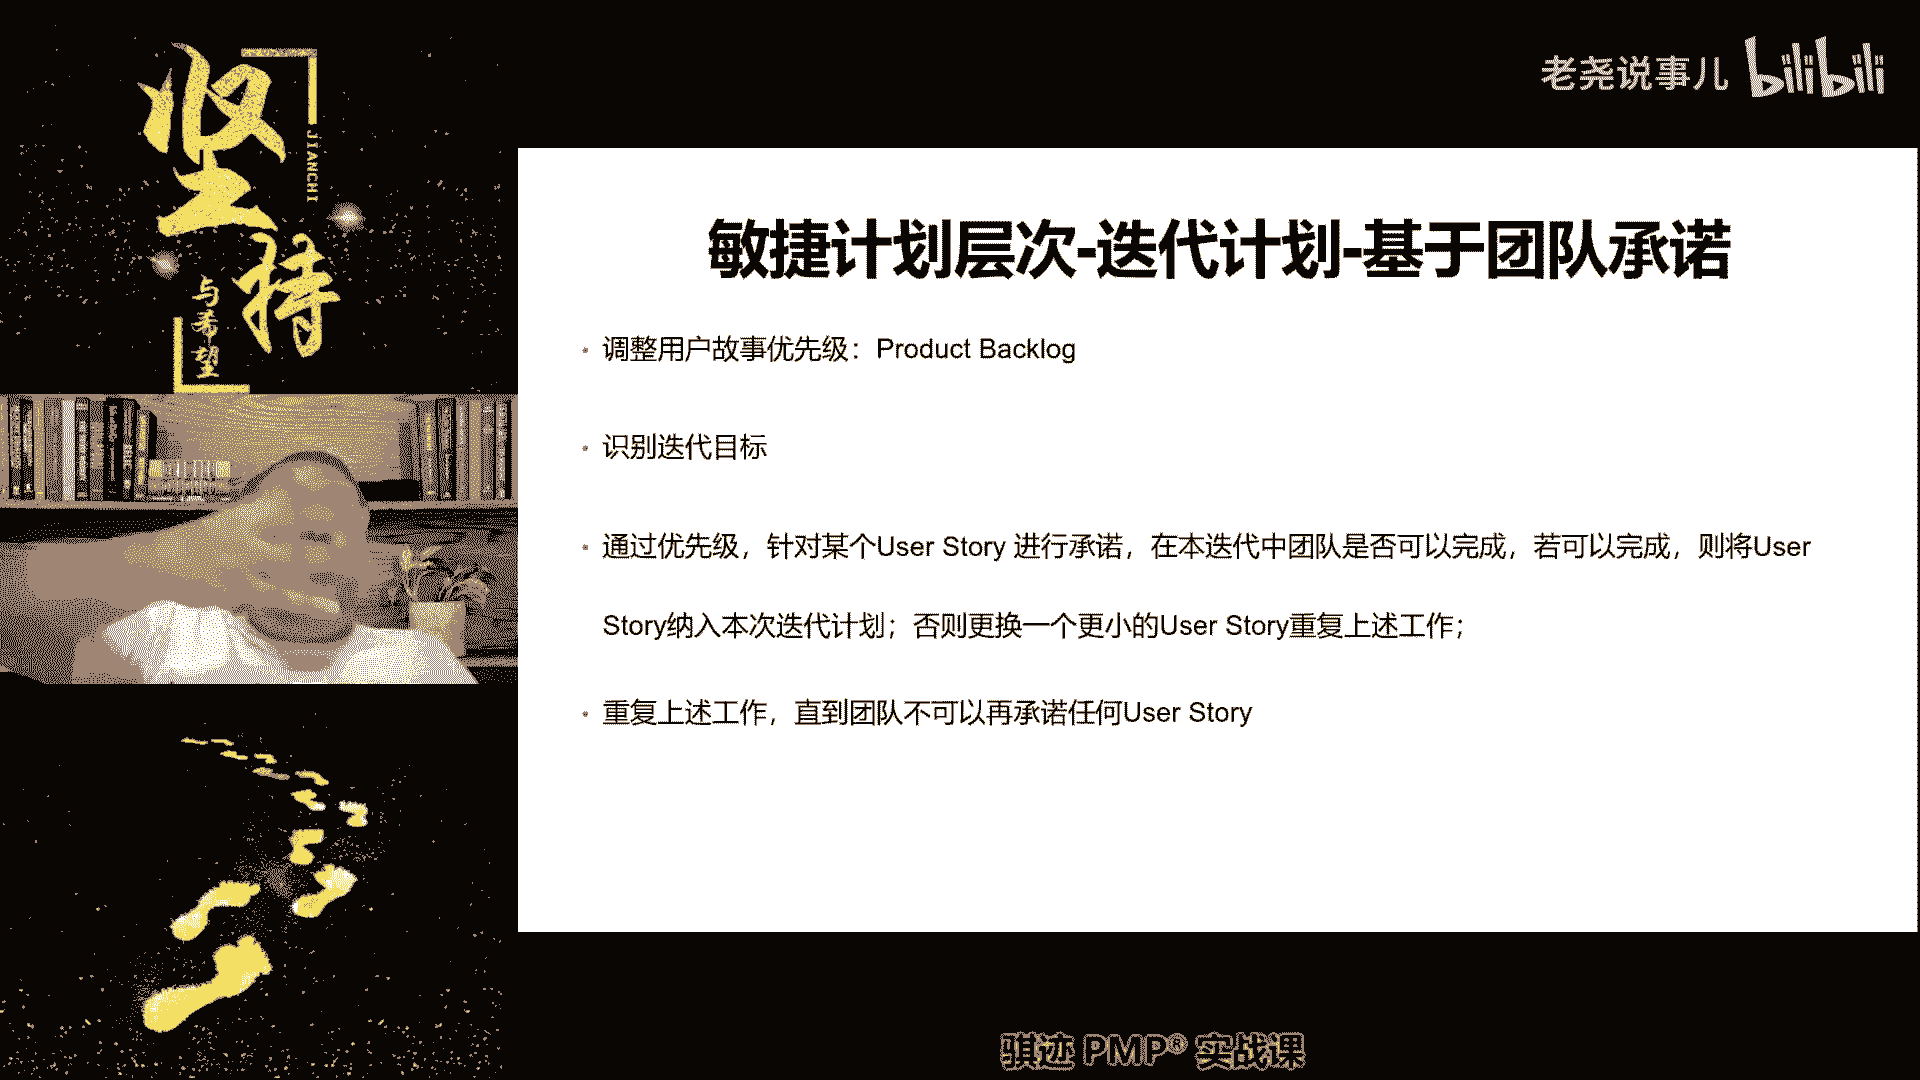 坚持
JIANCHI
与希望
老尧说事儿 bilibili
敏捷计划层次-迭代计划-基于团队承诺
· 调整用户故事优先级：Product Backlog
· 识别迭代目标
· 通过优先级，针对某个User Story 进行承诺，在本迭代中团队是否可以完成，若可以完成，则将User
Story纳入本次迭代计划；否则更换一个更小的User Story重复上述工作；
· 重复上述工作，直到团队不可以再承诺任何User Story
骐迹 PMP® 实战课